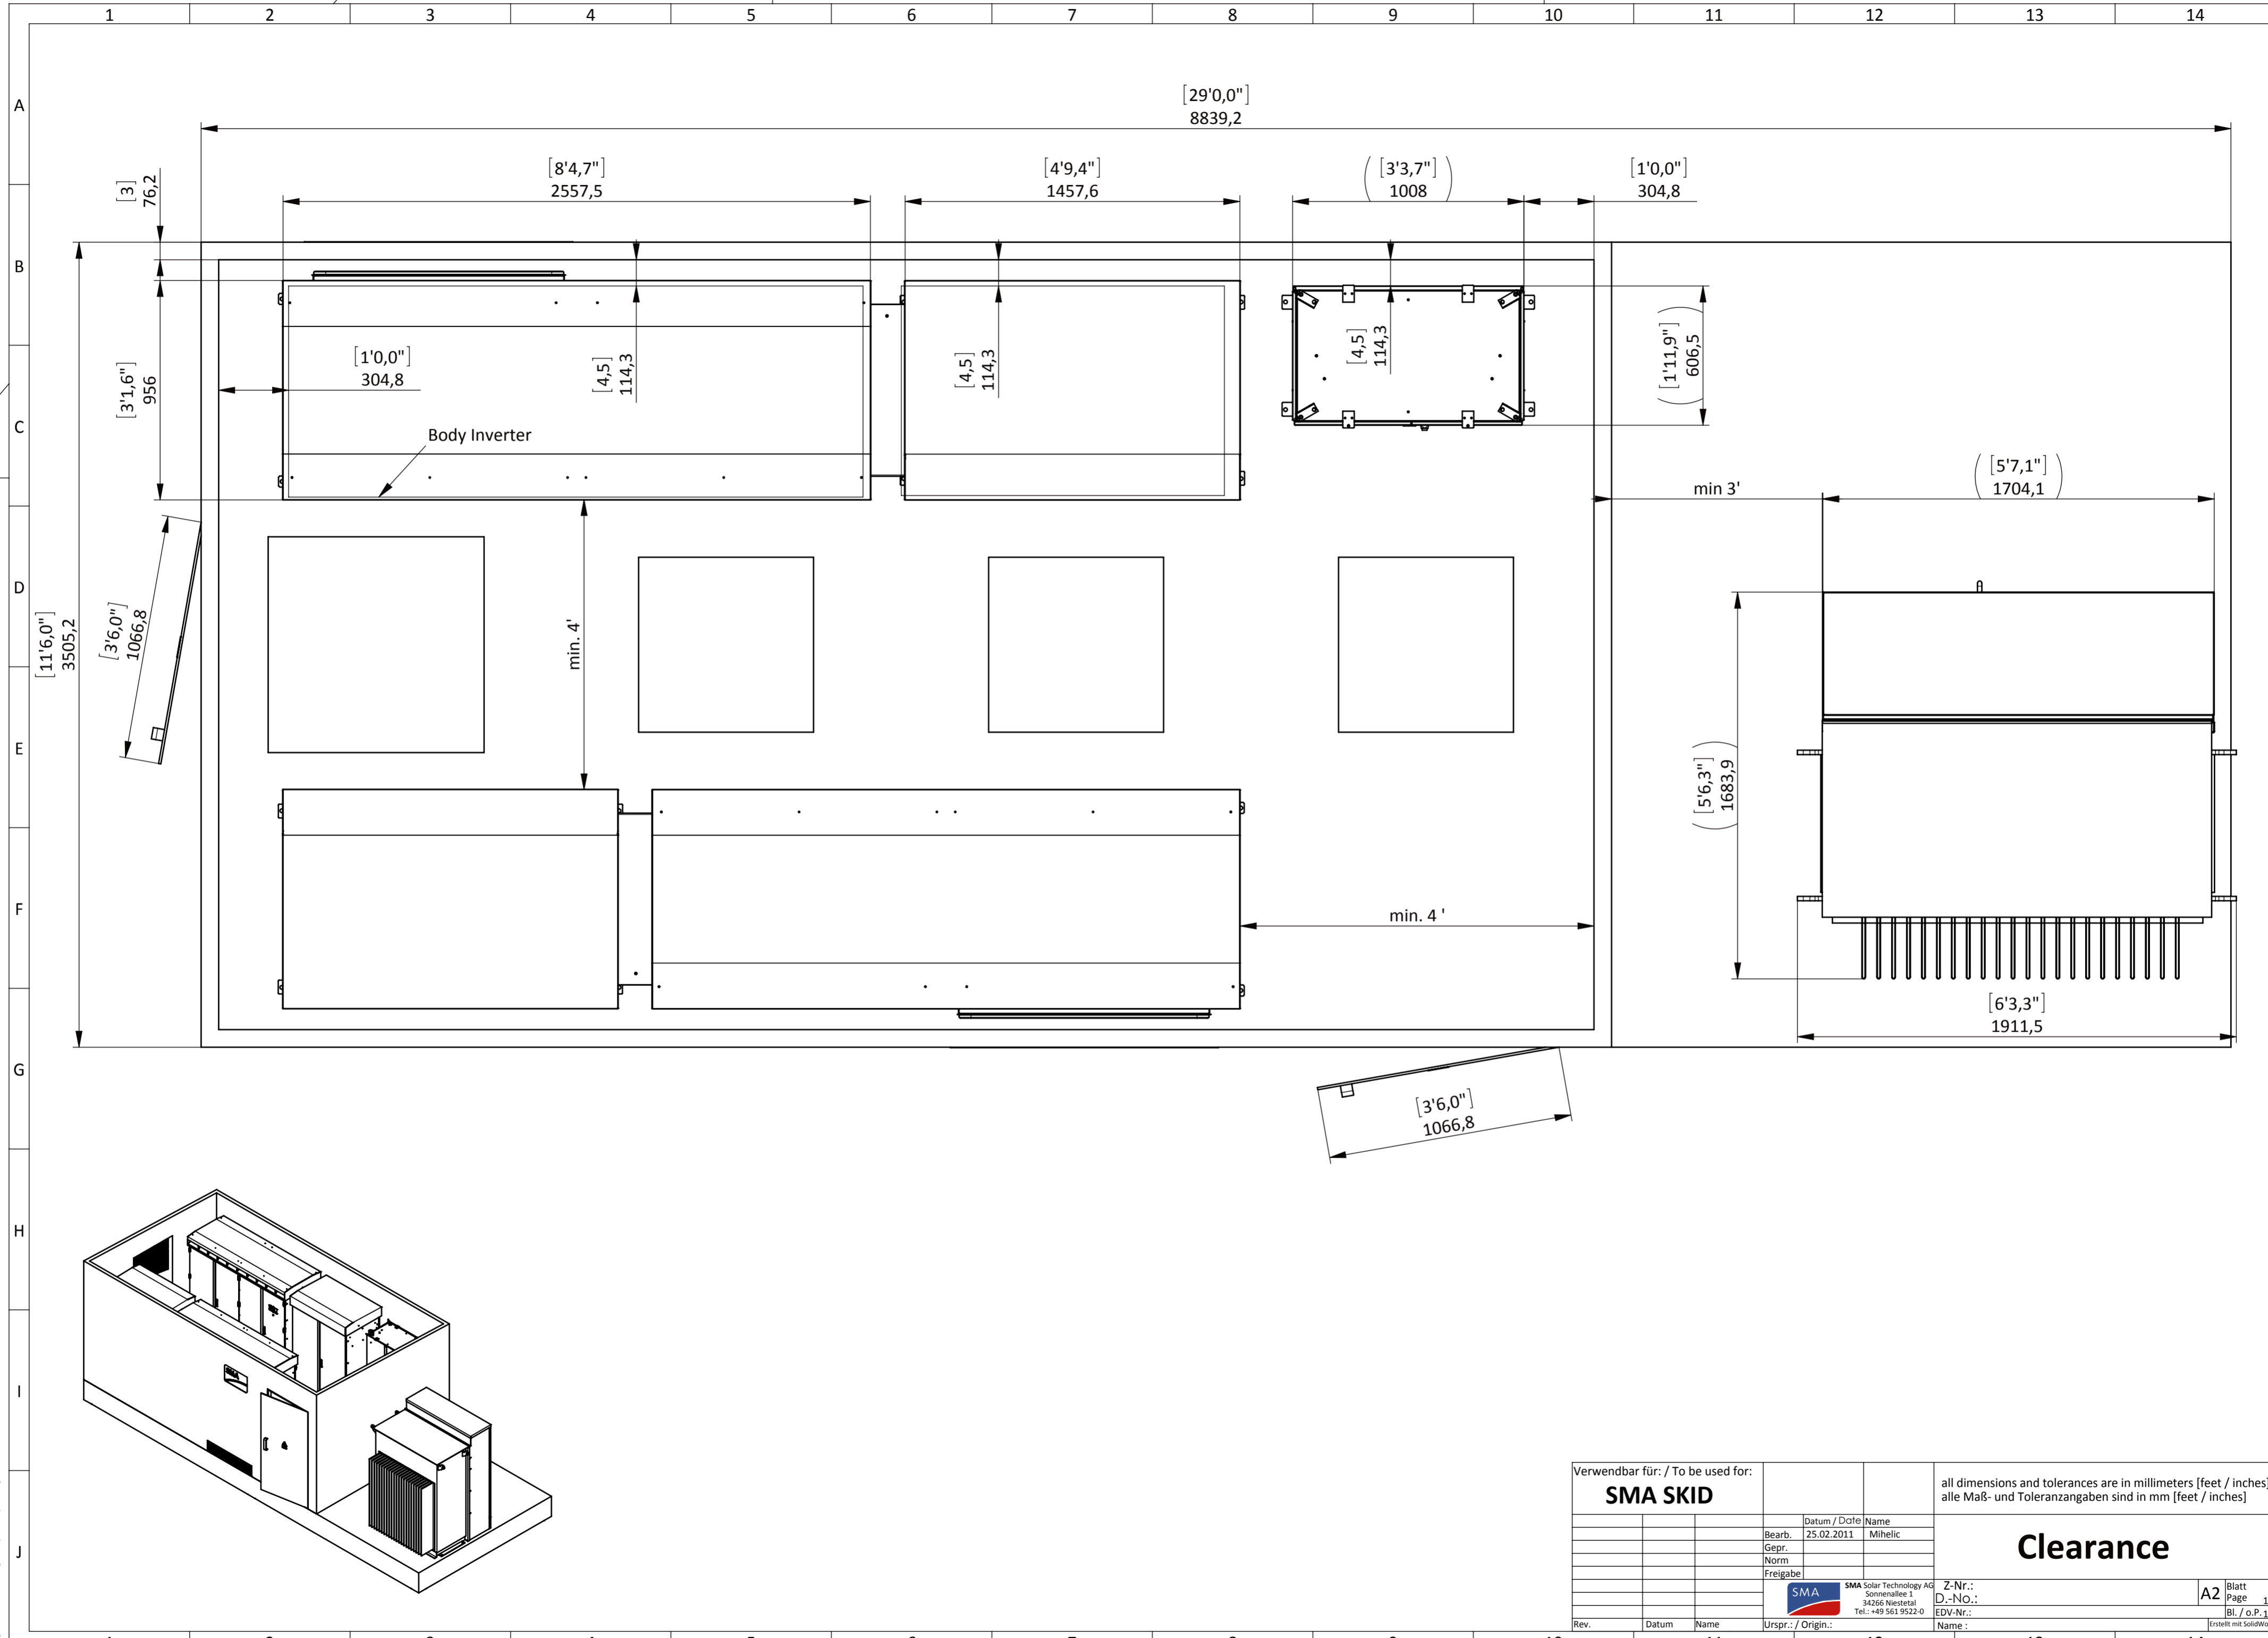 1 2 3 4 5 6 7 8 9 10 11 12 13 14
A
B
C
D
E
F
G
H
I
J
[29'0,0"]
8839,2
[3]
76,2
[8'4,7"]
2557,5
[4'9,4"]
1457,6
([3'3,7"]
1008)
[1'0,0"]
304,8
[3'1,6"]
956
[1'0,0"]
304,8
[4,5]
114,3
[4,5]
114,3
[4,5]
114,3
([1'11,9"]
606,5)
Body Inverter
min 3'
([5'7,1"]
1704,1)
[11'6,0"]
3505,2
[3'6,0"]
1066,8
min. 4'
([5'6,3"]
1683,9)
min. 4 '
[6'3,3"]
1911,5
[3'6,0"]
1066,8
SMA
Verwendbar für: / To be used for:
SMA SKID
all dimensions and tolerances are in millimeters [feet / inches]
alle Maß- und Toleranzangaben sind in mm [feet / inches]
Datum / Date Name
Bearb. 25.02.2011 Mihelic
Gepr.
Norm
Freigabe
Clearance
SMA
SMA Solar Technology AG
Sonnenallee 1
34266 Niestetal
Tel.: +49 561 9522-0
Z-Nr.:
D.-No.:
EDV-Nr.:
A2
Blatt
Page 1
Bl. / o.P. 1
Rev. Datum Name Urspr.: / Origin.: Name :
Erstellt mit